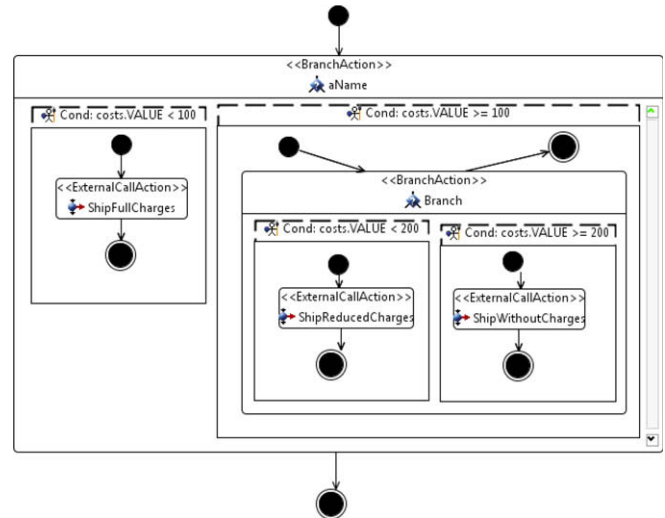 <<BranchAction>>
aName
Cond: costs.VALUE < 100
Cond: costs.VALUE >= 100
<<ExternalCallAction>>
ShipFullCharges
<<BranchAction>>
Branch
Cond: costs.VALUE < 200
Cond: costs.VALUE >= 200
<<ExternalCallAction>>
ShipReducedCharges
<<ExternalCallAction>>
ShipWithoutCharges